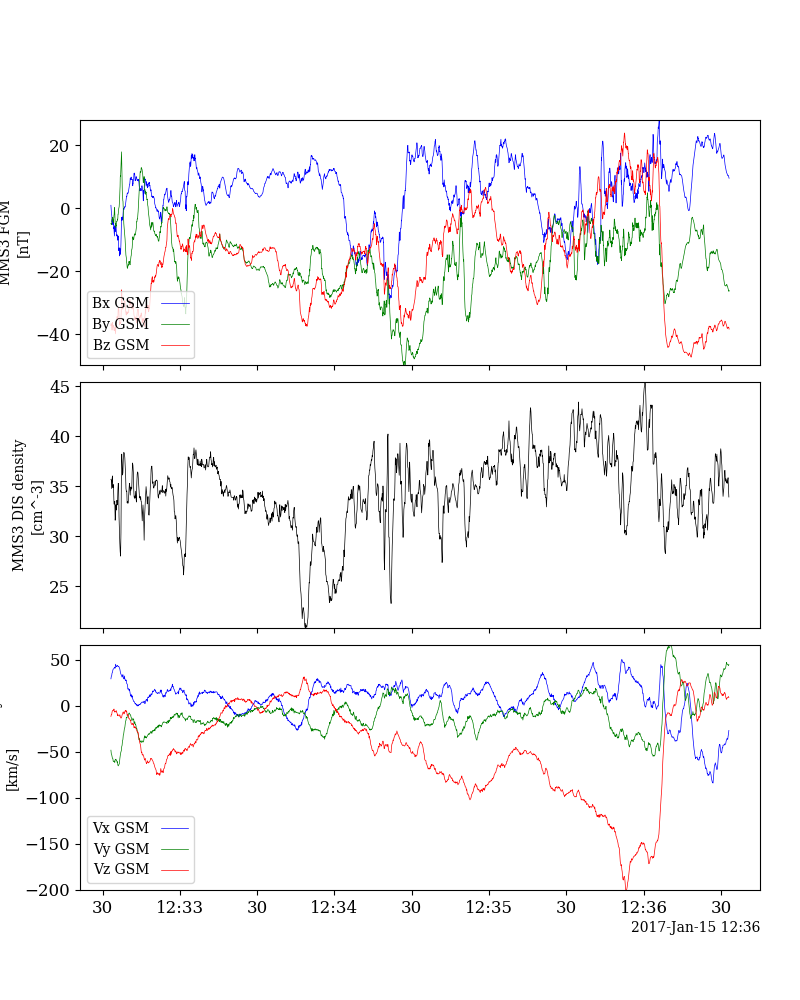 20
0
−20
−40
MMS3 FGM
[nT]
Bx GSM
By GSM
Bz GSM
45
40
35
30
25
MMS3 DIS density
[cm^-3]
50
0
−50
−100
−150
−200
[km/s]
Vx GSM
Vy GSM
Vz GSM
30 12:33 30 12:34 30 12:35 30 12:36 30
2017-Jan-15 12:36